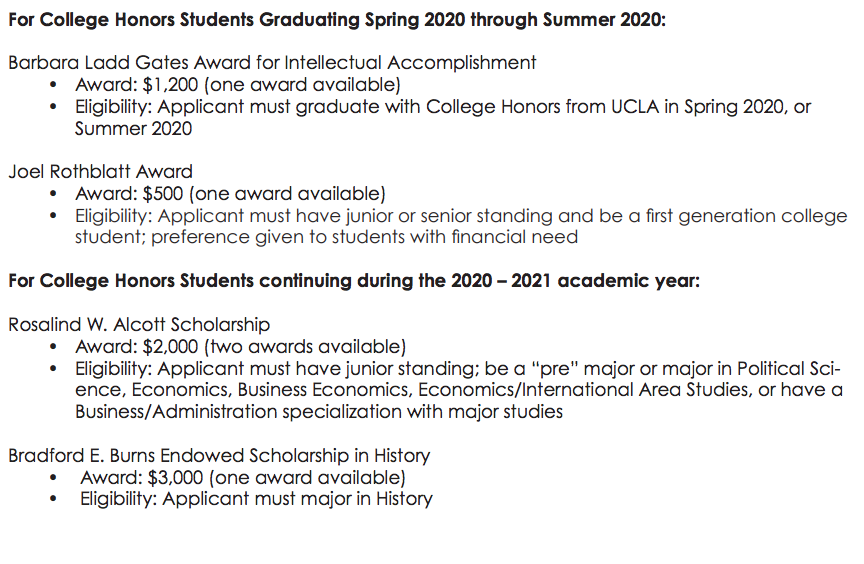 For College Honors Students Graduating Spring 2020 through Summer 2020:
Barbara Ladd Gates Award for Intellectual Accomplishment
• Award: $1,200 (one award available)
• Eligibility: Applicant must graduate with College Honors from UCLA in Spring 2020, or
Summer 2020
Joel Rothblatt Award
• Award: $500 (one award available)
• Eligibility: Applicant must have junior or senior standing and be a first generation college
student; preference given to students with financial need
For College Honors Students continuing during the 2020 – 2021 academic year:
Rosalind W. Alcott Scholarship
• Award: $2,000 (two awards available)
• Eligibility: Applicant must have junior standing; be a “pre” major or major in Political Sci-
ence, Economics, Business Economics, Economics/International Area Studies, or have a
Business/Administration specialization with major studies
Bradford E. Burns Endowed Scholarship in History
• Award: $3,000 (one award available)
• Eligibility: Applicant must major in History